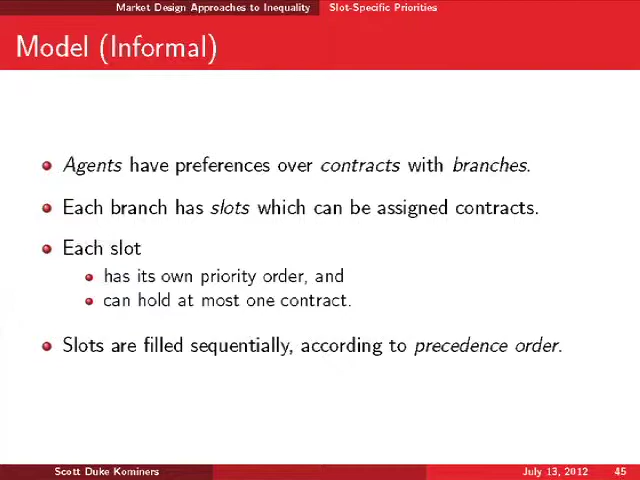 Market Design Approaches to Inequality Slot-Specific Priorities
Model (Informal)
Agents have preferences over contracts with branches.
Each branch has slots which can be assigned contracts.
Each slot
has its own priority order, and
can hold at most one contract.
Slots are filled sequentially, according to precedence order.
Scott Duke Kominers July 13, 2012 45